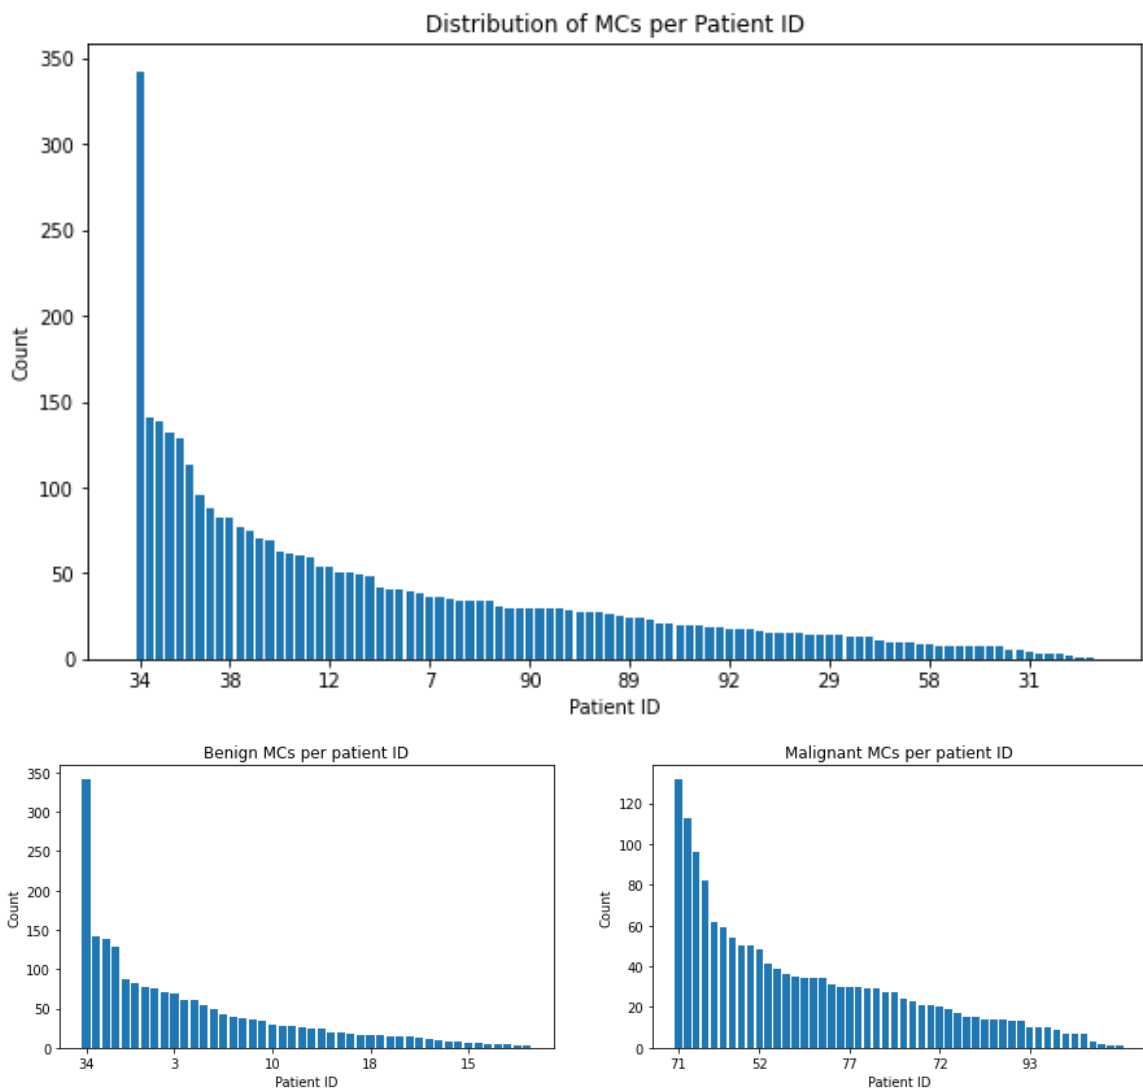 Distribution of MCs per Patient ID
350
300
250
200
150
100
50
0
Count
34 38 12 7 90 89 92 29 58 31
Patient ID
Benign MCs per patient ID
350
300
250
200
150
100
50
0
Count
34 3 10 18 15
Patient ID
Malignant MCs per patient ID
120
100
80
60
40
20
0
Count
71 52 77 72 93
Patient ID